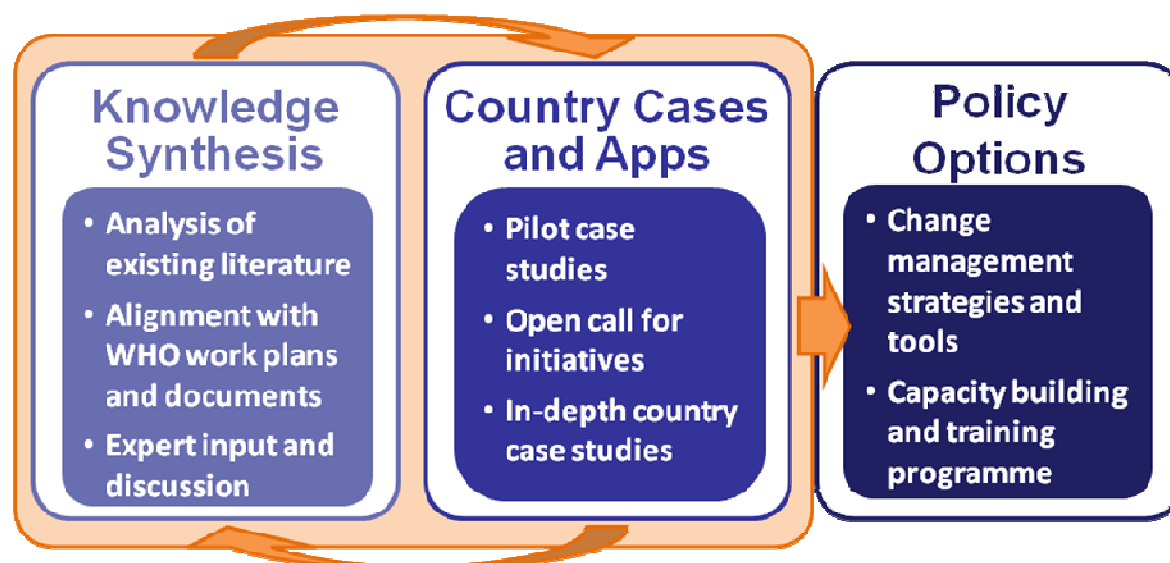 Knowledge
Synthesis
• Analysis of
existing literature
• Alignment with
WHO work plans
and documents
• Expert input and
discussion
Country Cases
and Apps
• Pilot case
studies
• Open call for
initiatives
• In-depth country
case studies
Policy
Options
• Change
management
strategies and
tools
• Capacity building
and training
programme